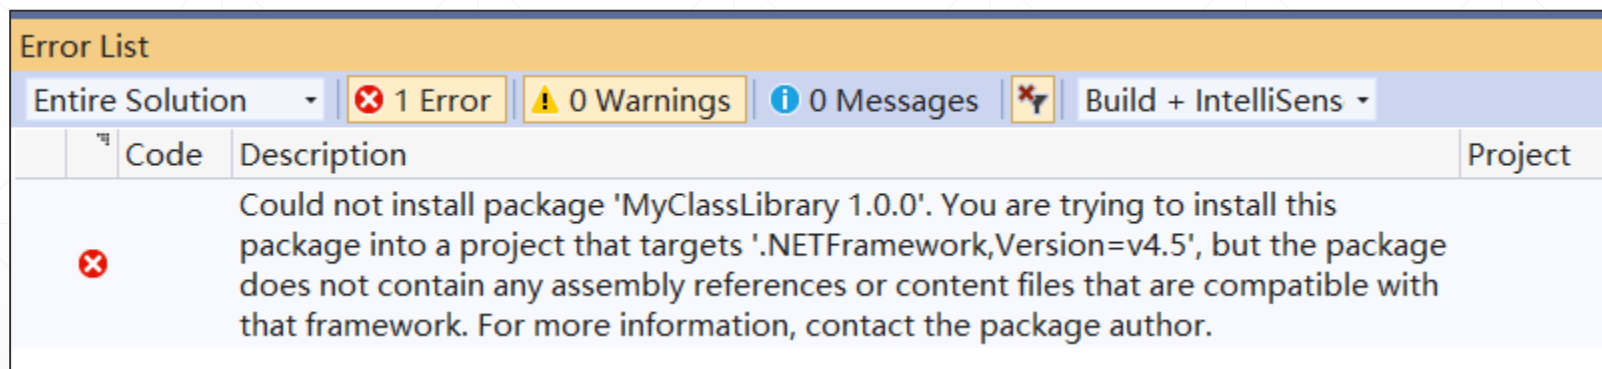 Error List
Entire Solution 1 Error 0 Warnings 0 Messages Build + IntelliSens
Code Description Project
Could not install package 'MyClassLibrary 1.0.0'. You are trying to install this
package into a project that targets '.NETFramework,Version=v4.5', but the package
does not contain any assembly references or content files that are compatible with
that framework. For more information, contact the package author.